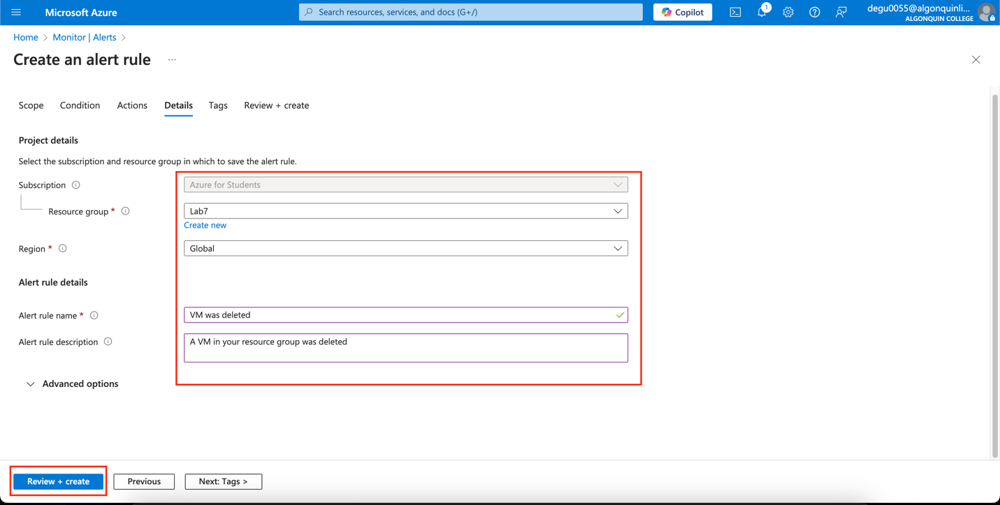 Microsoft Azure
Search resources, services, and docs (G+/)
Copilot
1
degu0055@algonquinli...
ALGONQUIN COLLEGE
Home > Monitor | Alerts >
Create an alert rule ...
Scope Condition Actions Details Tags Review + create
Project details
Select the subscription and resource group in which to save the alert rule.
Subscription
Azure for Students
Resource group *
Lab7
Create new
Region *
Global
Alert rule details
Alert rule name *
VM was deleted
Alert rule description
A VM in your resource group was deleted
Advanced options
Review + create
Previous
Next: Tags >